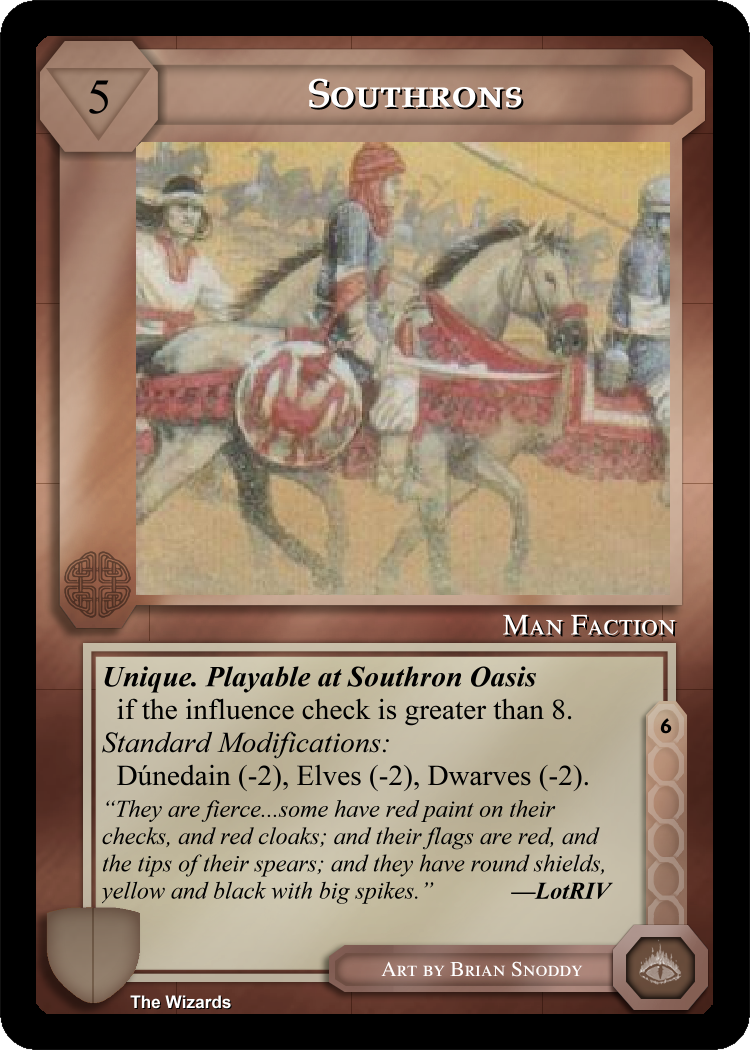 5
Southrons
Man Faction
Unique. Playable at Southron Oasis
if the influence check is greater than 8.
Standard Modifications:
Dúnedain (-2), Elves (-2), Dwarves (-2).
6
“They are fierce...some have red paint on their
checks, and red cloaks; and their flags are red, and
the tips of their spears; and they have round shields,
yellow and black with big spikes.” —LotRIV
Art by Brian Snoddy
The Wizards